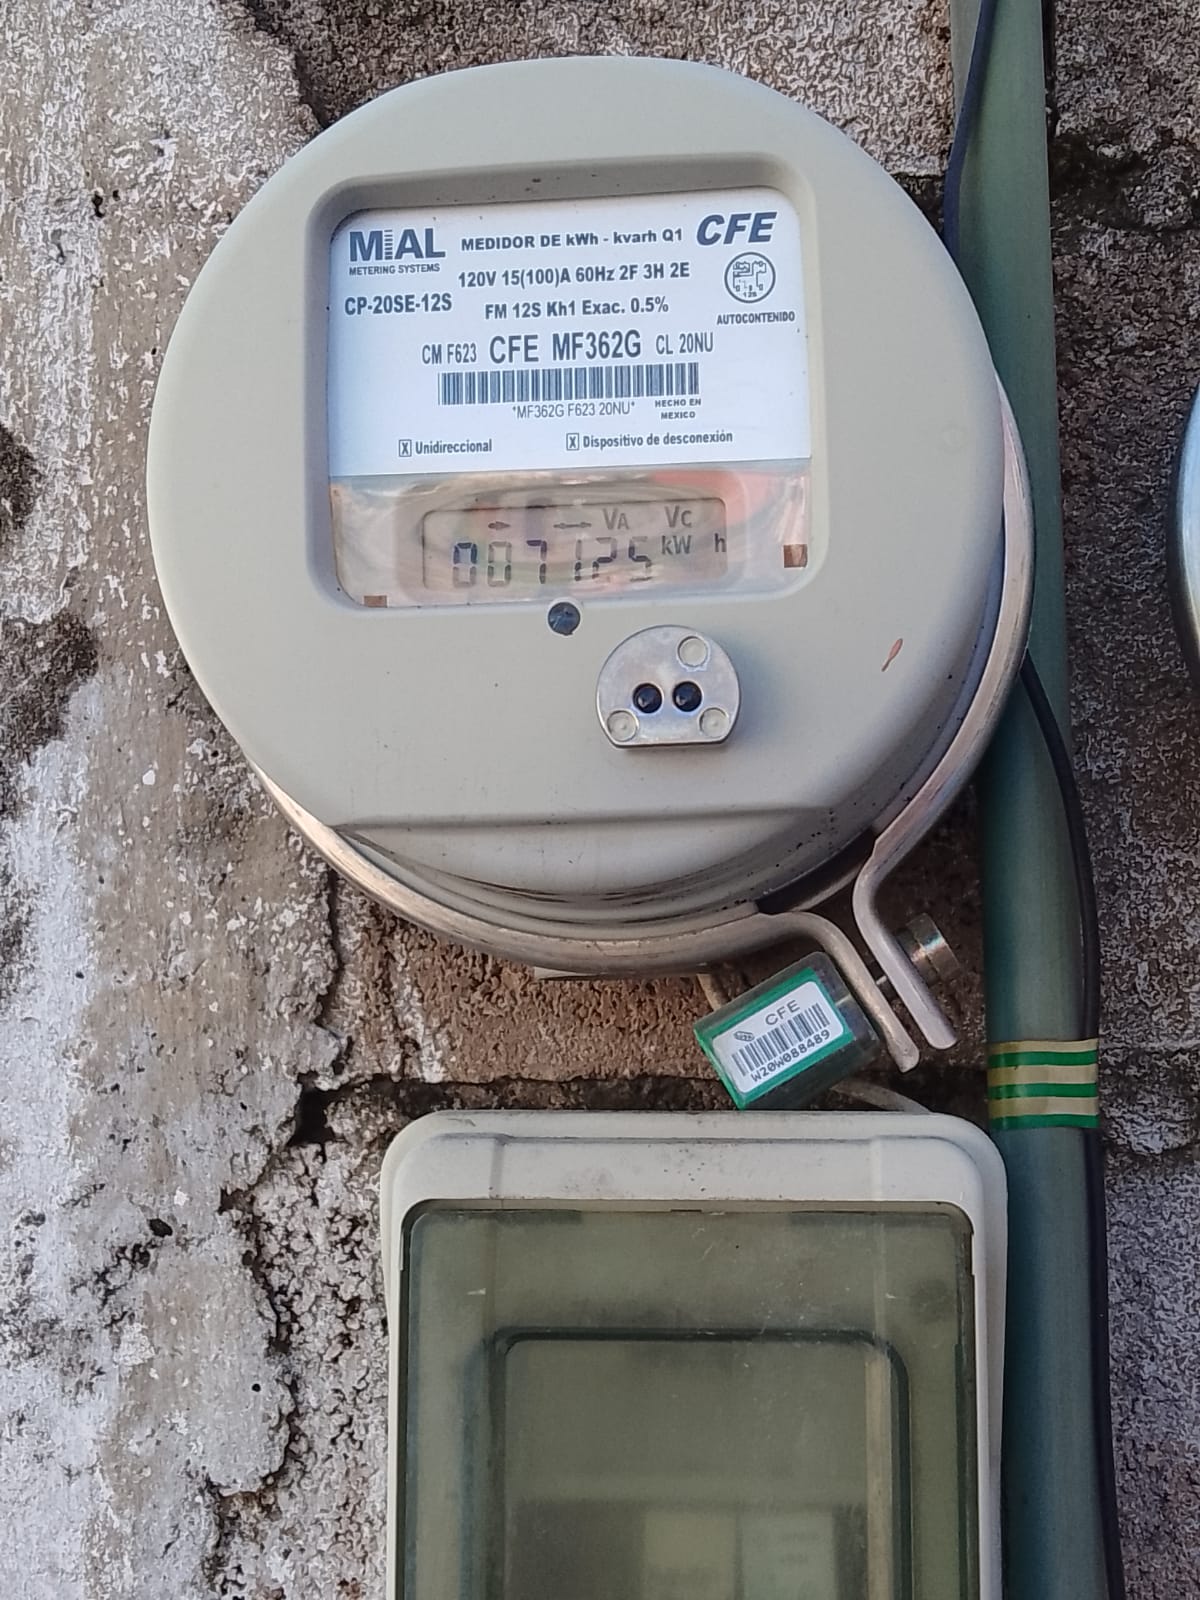 MIAL
METERING SYSTEMS
MEDIDOR DE kWh - kvarh Q1
CFE
120V 15(100)A 60Hz 2F 3H 2E
CP-20SE-12S
FM 12S Kh1 Exac. 0.5%
12S
AUTOCONTENIDO
CM F623 CFE MF362G CL 20NU
*MF362G F623 20NU*
HECHO EN
MEXICO
X Unidireccional
X Dispositivo de desconexión
VA VC
007125 kW h
CFE
W20W088489